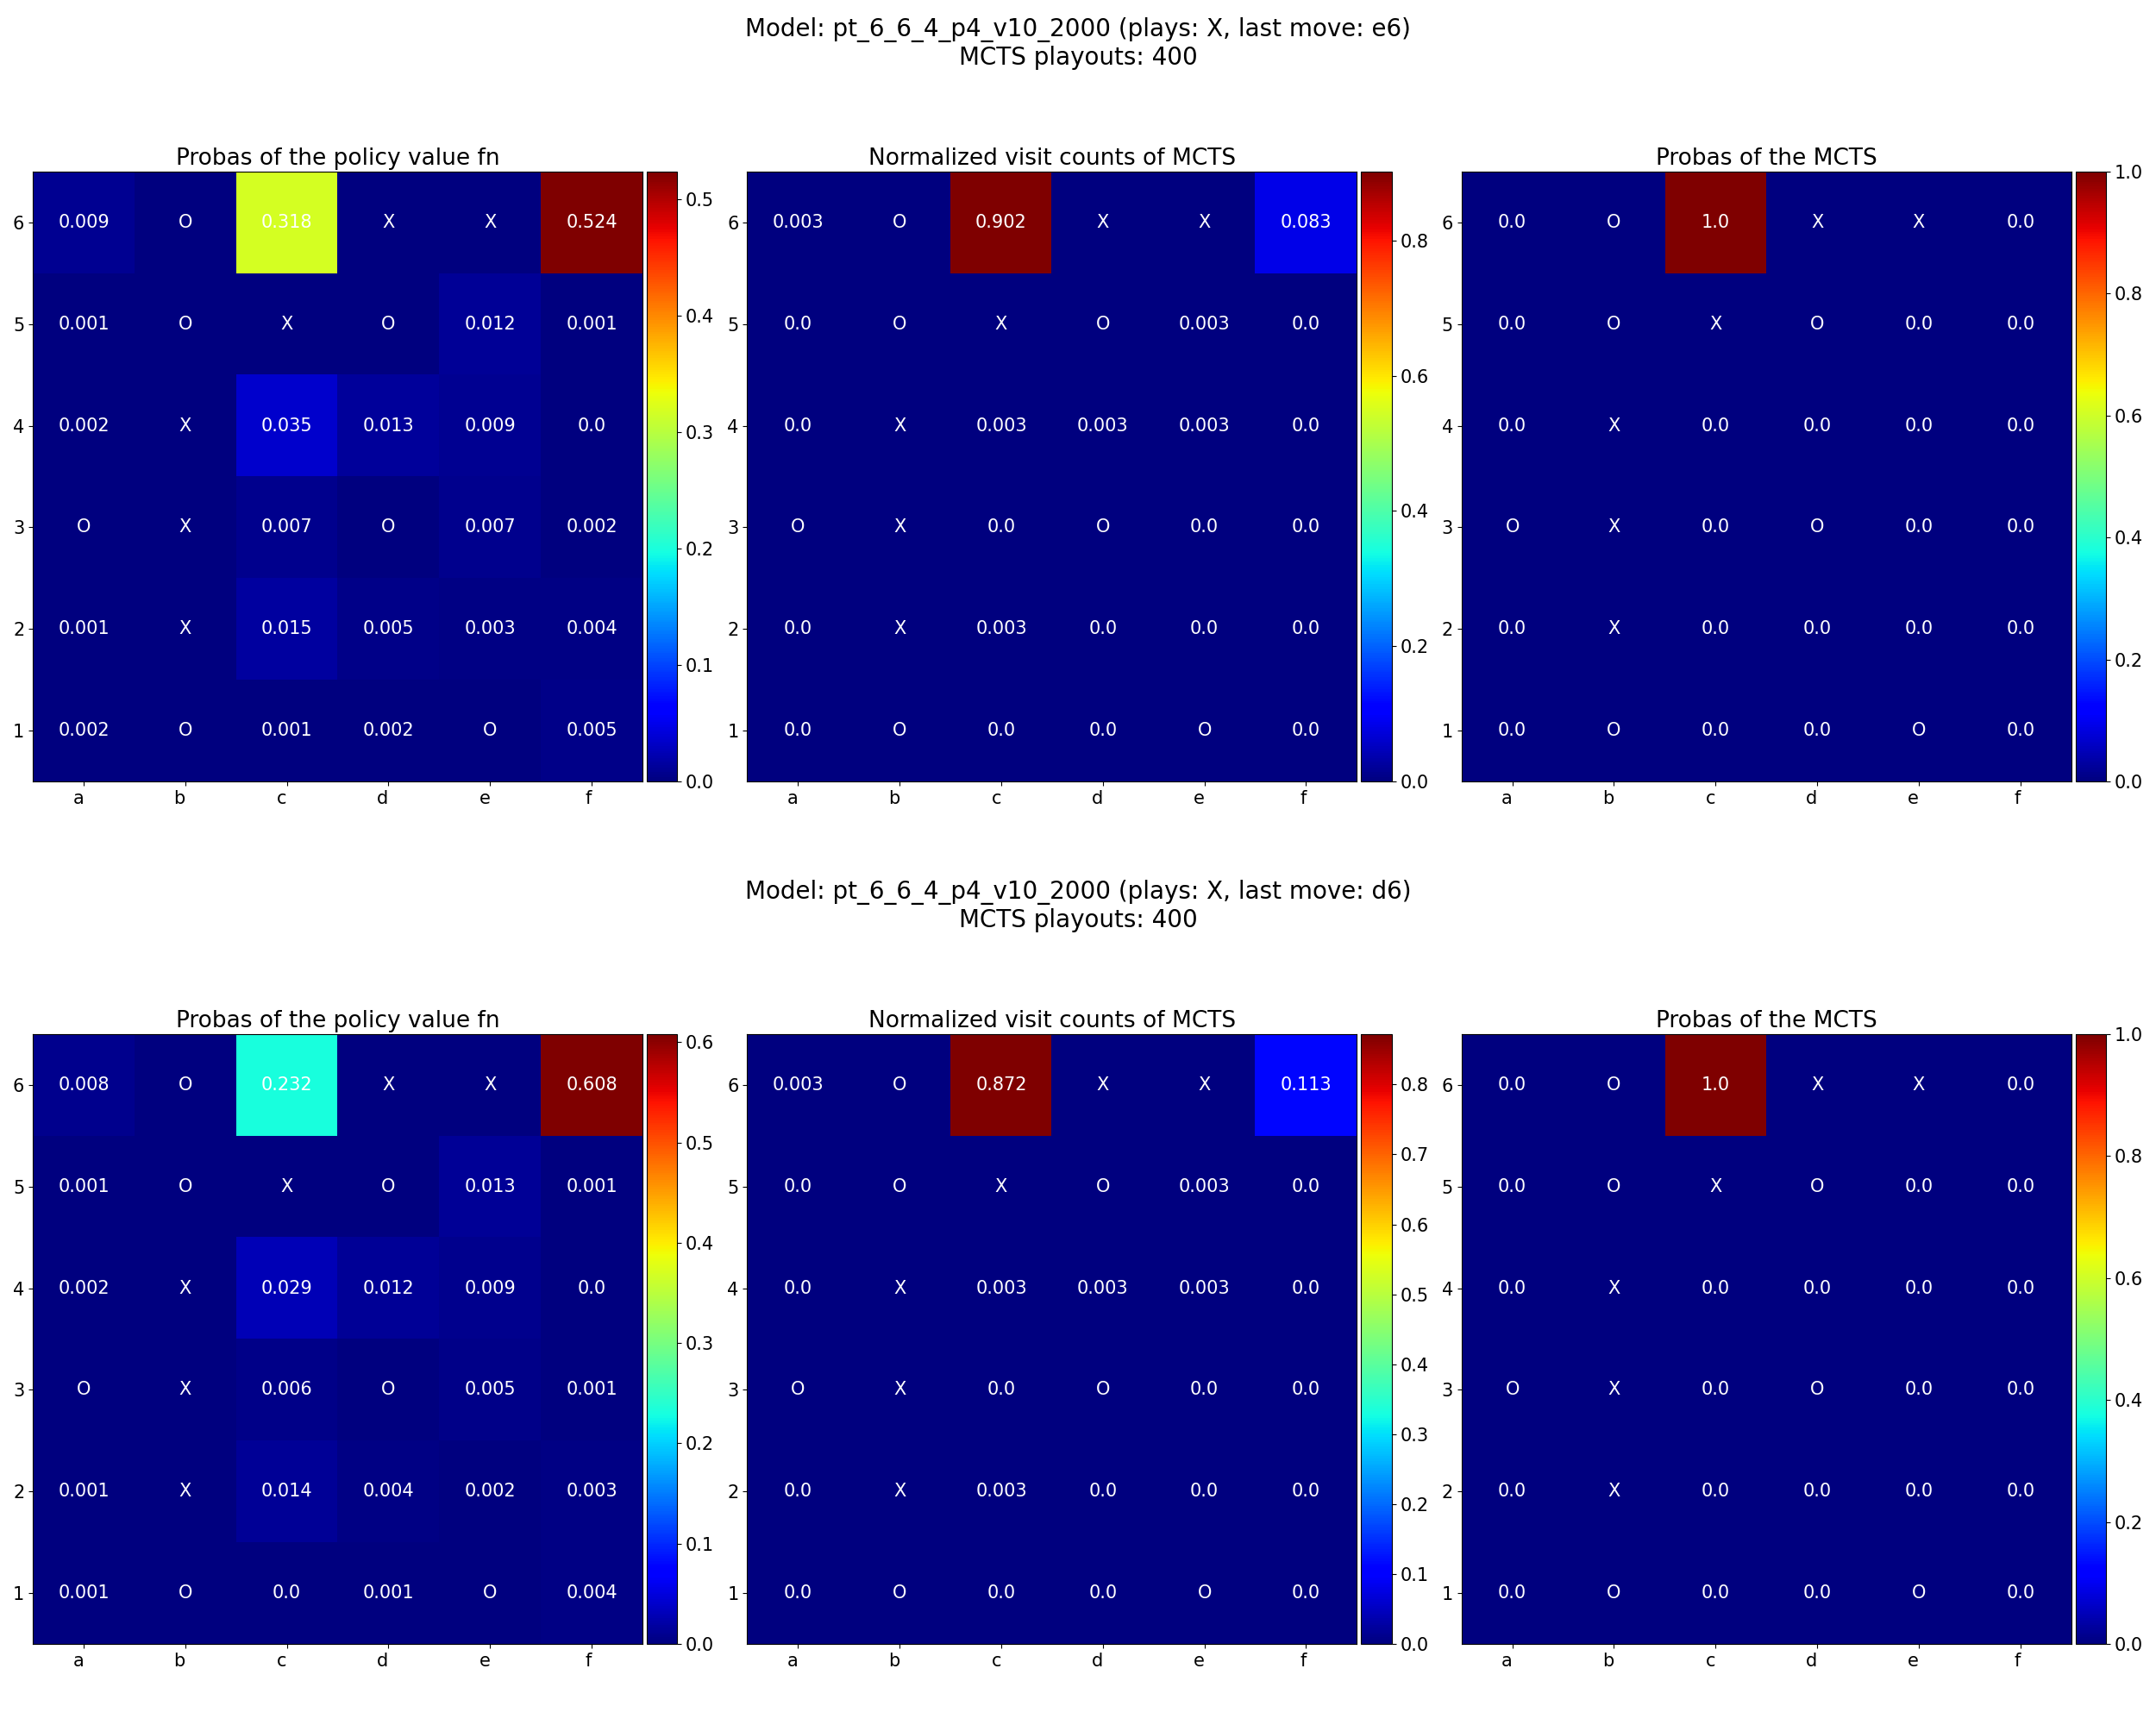 Model: pt_6_6_4_p4_v10_2000 (plays: X, last move: e6)
MCTS playouts: 400
Probas of the policy value fn
6 0.009 O 0.318 X X 0.524
5 0.001 O X O 0.012 0.001
4 0.002 X 0.035 0.013 0.009 0.0
3 O X 0.007 O 0.007 0.002
2 0.001 X 0.015 0.005 0.003 0.004
1 0.002 O 0.001 0.002 O 0.005
a b c d e f
0.5
0.4
0.3
0.2
0.1
0.0
Normalized visit counts of MCTS
6 0.003 O 0.902 X X 0.083
5 0.0 O X O 0.003 0.0
4 0.0 X 0.003 0.003 0.003 0.0
3 O X 0.0 O 0.0 0.0
2 0.0 X 0.003 0.0 0.0 0.0
1 0.0 O 0.0 0.0 O 0.0
a b c d e f
0.8
0.6
0.4
0.2
0.0
Probas of the MCTS
6 0.0 O 1.0 X X 0.0
5 0.0 O X O 0.0 0.0
4 0.0 X 0.0 0.0 0.0 0.0
3 O X 0.0 O 0.0 0.0
2 0.0 X 0.0 0.0 0.0 0.0
1 0.0 O 0.0 0.0 O 0.0
a b c d e f
1.0
0.8
0.6
0.4
0.2
0.0
Model: pt_6_6_4_p4_v10_2000 (plays: X, last move: d6)
MCTS playouts: 400
Probas of the policy value fn
6 0.008 O 0.232 X X 0.608
5 0.001 O X O 0.013 0.001
4 0.002 X 0.029 0.012 0.009 0.0
3 O X 0.006 O 0.005 0.001
2 0.001 X 0.014 0.004 0.002 0.003
1 0.001 O 0.0 0.001 O 0.004
a b c d e f
0.6
0.5
0.4
0.3
0.2
0.1
0.0
Normalized visit counts of MCTS
6 0.003 O 0.872 X X 0.113
5 0.0 O X O 0.003 0.0
4 0.0 X 0.003 0.003 0.003 0.0
3 O X 0.0 O 0.0 0.0
2 0.0 X 0.003 0.0 0.0 0.0
1 0.0 O 0.0 0.0 O 0.0
a b c d e f
0.8
0.7
0.6
0.5
0.4
0.3
0.2
0.1
0.0
Probas of the MCTS
6 0.0 O 1.0 X X 0.0
5 0.0 O X O 0.0 0.0
4 0.0 X 0.0 0.0 0.0 0.0
3 O X 0.0 O 0.0 0.0
2 0.0 X 0.0 0.0 0.0 0.0
1 0.0 O 0.0 0.0 O 0.0
a b c d e f
1.0
0.8
0.6
0.4
0.2
0.0